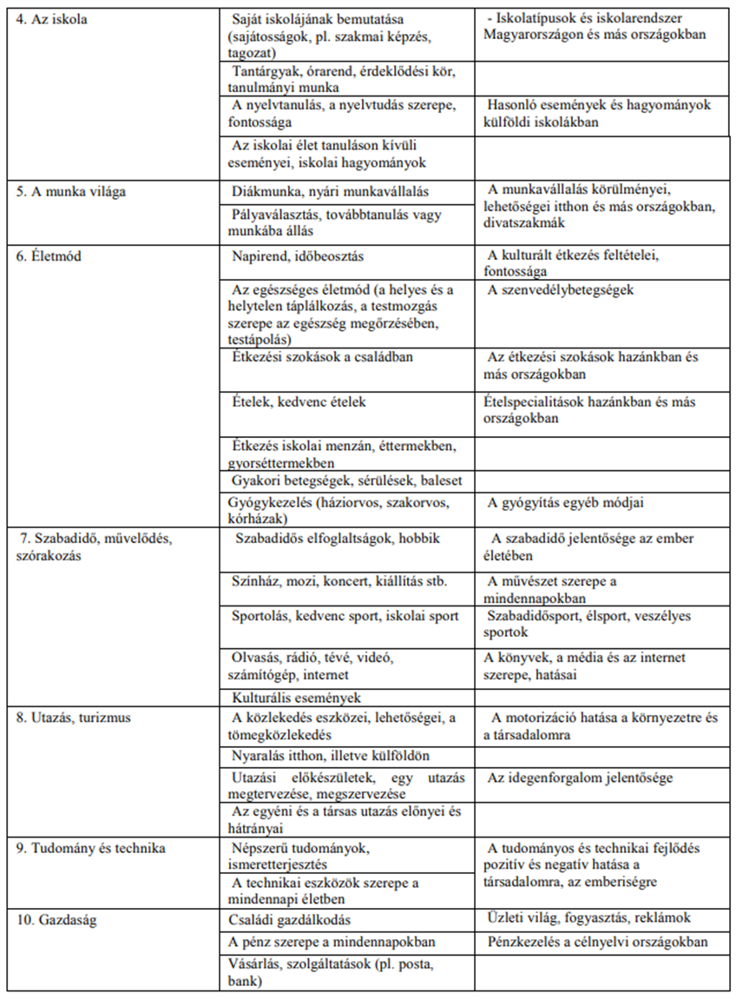 4. Az iskola
Saját iskolájának bemutatása
(sajátosságok, pl. szakmai képzés,
tagozat)
- Iskolatípusok és iskolarendszer
Magyarországon és más országokban
Tantárgyak, órarend, érdeklődési kör,
tanulmányi munka
A nyelvtanulás, a nyelvtudás szerepe,
fontossága
Hasonló események és hagyományok
külföldi iskolákban
Az iskolai élet tanuláson kívüli
eseményei, iskolai hagyományok
5. A munka világa
Diákmunka, nyári munkavállalás
A munkavállalás körülményei,
lehetőségei itthon és más országokban,
divatszakmák
Pályaválasztás, továbbtanulás vagy
munkába állás
6. Életmód
Napirend, időbeosztás
A kulturált étkezés feltételei,
fontossága
Az egészséges életmód (a helyes és a
helytelen táplálkozás, a testmozgás
szerepe az egészség megőrzésében,
testápolás)
A szenvedélybetegségek
Étkezési szokások a családban
Az étkezési szokások hazánkban és
más országokban
Ételek, kedvenc ételek
Ételspecialitások hazánkban és más
országokban
Étkezés iskolai menzán, éttermekben,
gyorséttermekben
Gyakori betegségek, sérülések, baleset
Gyógykezelés (háziorvos, szakorvos,
kórházak)
A gyógyítás egyéb módjai
7. Szabadidő, művelődés,
szórakozás
Szabadidős elfoglaltságok, hobbik
A szabadidő jelentősége az ember
életében
Színház, mozi, koncert, kiállítás stb.
A művészet szerepe a
mindennapokban
Sportolás, kedvenc sport, iskolai sport
Szabadidősport, élsport, veszélyes
sportok
Olvasás, rádió, tévé, videó,
számítógép, internet
A könyvek, a média és az internet
szerepe, hatásai
Kulturális események
8. Utazás, turizmus
A közlekedés eszközei, lehetőségei, a
tömegközlekedés
A motorizáció hatása a környezetre és
a társadalomra
Nyaralás itthon, illetve külföldön
Utazási előkészületek, egy utazás
megtervezése, megszervezése
Az idegenforgalom jelentősége
Az egyéni és a társas utazás előnyei és
hátrányai
9. Tudomány és technika
Népszerű tudományok,
ismeretterjesztés
A tudományos és technikai fejlődés
pozitív és negatív hatása a
társadalomra, az emberiségre
A technikai eszközök szerepe a
mindennapi életben
10. Gazdaság
Családi gazdálkodás
Üzleti világ, fogyasztás, reklámok
A pénz szerepe a mindennapokban
Pénzkezelés a célnyelvi országokban
Vásárlás, szolgáltatások (pl. posta,
bank)